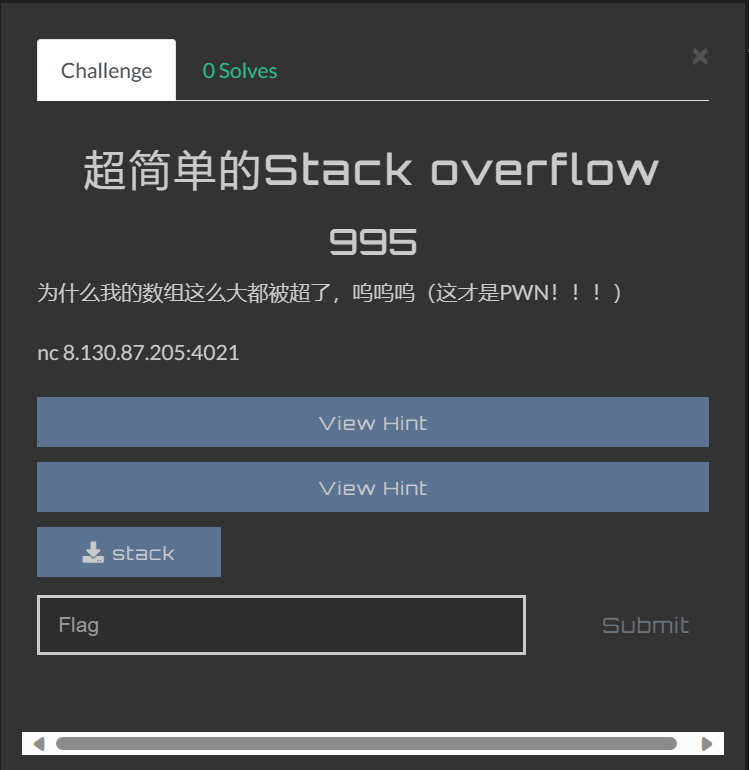 Challenge
0 Solves
×
超简单的Stack overflow
995
为什么我的数组这么大都被超了，呜呜呜（这才是PWN！！！）
nc 8.130.87.205:4021
View Hint
View Hint
stack
Flag
Submit